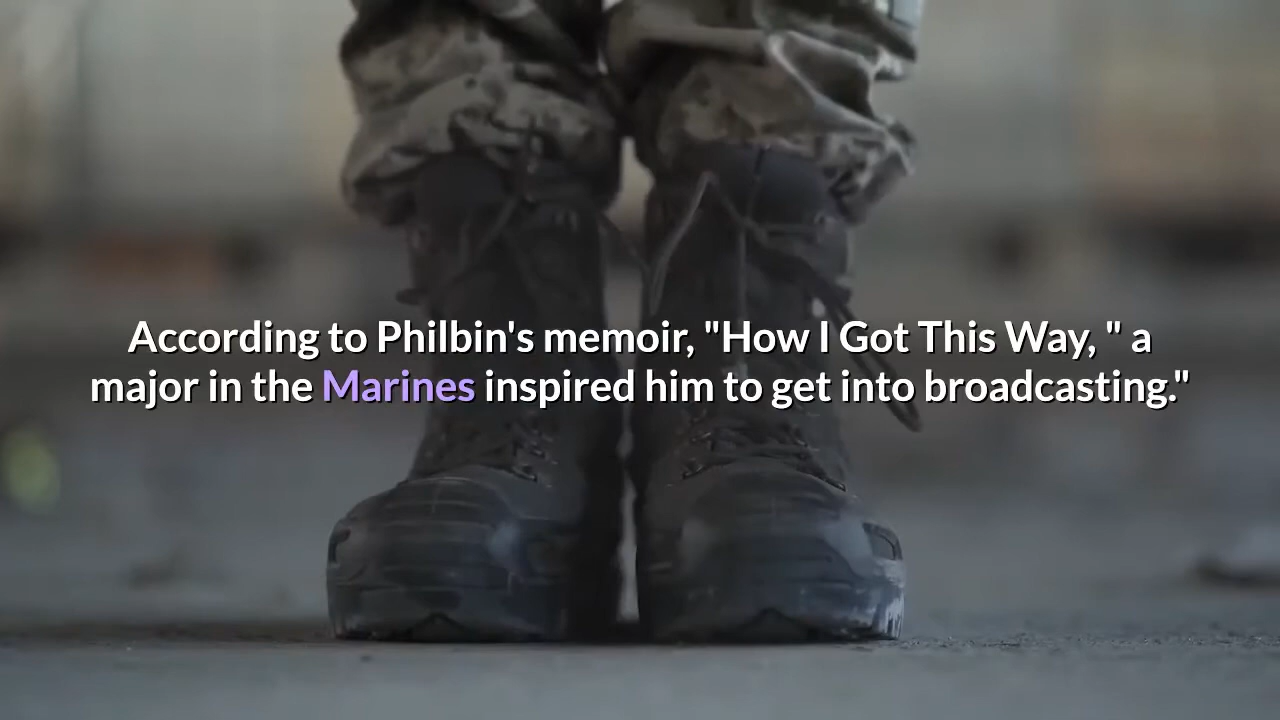 According to Philbin's memoir, "How I Got This Way, " a
major in the Marines inspired him to get into broadcasting."